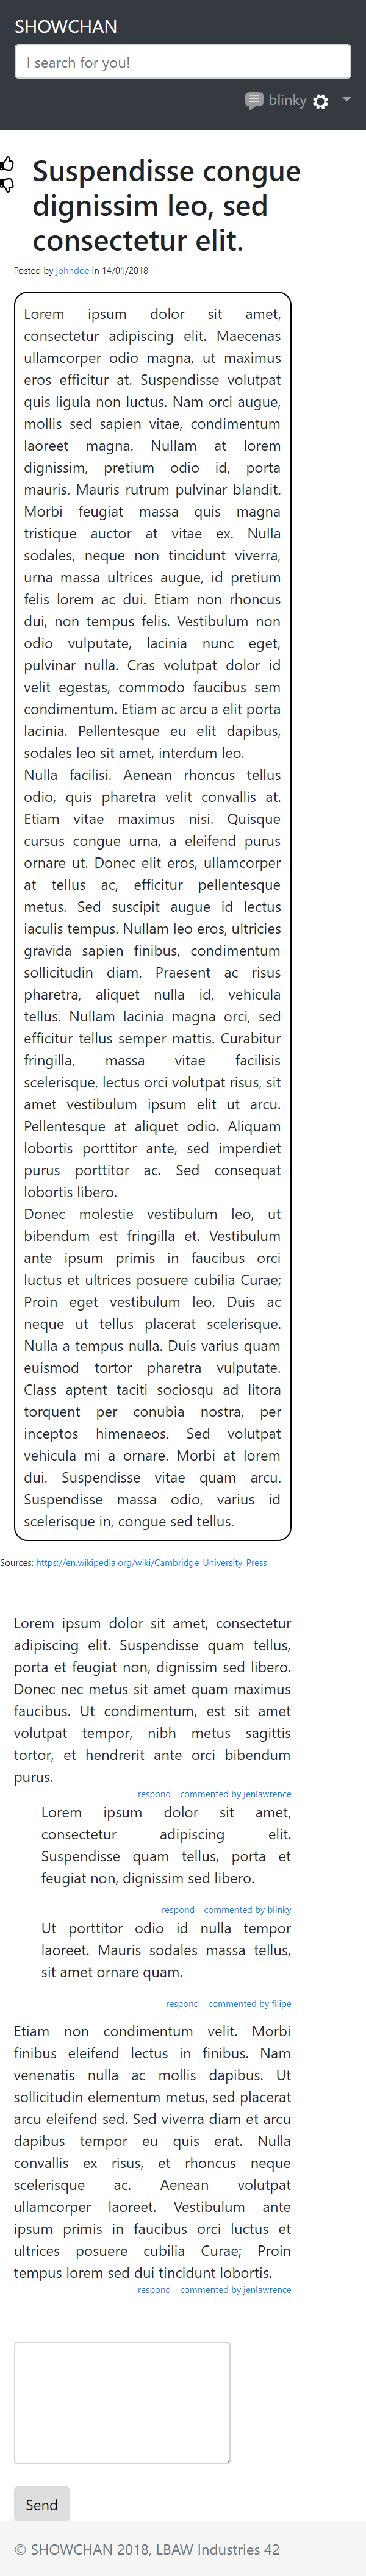 SHOWCHAN
I search for you!
blinky
Suspendisse congue
dignissim leo, sed
consectetur elit.
Posted by johndoe in 14/01/2018
Lorem ipsum dolor sit amet,
consectetur adipiscing elit. Maecenas
ullamcorper odio magna, ut maximus
eros efficitur at. Suspendisse volutpat
quis ligula non luctus. Nam orci augue,
mollis sed sapien vitae, condimentum
laoreet magna. Nullam at lorem
dignissim, pretium odio id, porta
mauris. Mauris rutrum pulvinar blandit.
Morbi feugiat massa quis magna
tristique auctor at vitae ex. Nulla
sodales, neque non tincidunt viverra,
urna massa ultrices augue, id pretium
felis lorem ac dui. Etiam non rhoncus
dui, non tempus felis. Vestibulum non
odio vulputate, lacinia nunc eget,
pulvinar nulla. Cras volutpat dolor id
velit egestas, commodo faucibus sem
condimentum. Etiam ac arcu a elit porta
lacinia. Pellentesque eu elit dapibus,
sodales leo sit amet, interdum leo.
Nulla facilisi. Aenean rhoncus tellus
odio, quis pharetra velit convallis at.
Etiam vitae maximus nisi. Quisque
cursus congue urna, a eleifend purus
ornare ut. Donec elit eros, ullamcorper
at tellus ac, efficitur pellentesque
metus. Sed suscipit augue id lectus
iaculis tempus. Nullam leo eros, ultricies
gravida sapien finibus, condimentum
sollicitudin diam. Praesent ac risus
pharetra, aliquet nulla id, vehicula
tellus. Nullam lacinia magna orci, sed
efficitur tellus semper mattis. Curabitur
fringilla, massa vitae facilisis
scelerisque, lectus orci volutpat risus, sit
amet vestibulum ipsum elit ut arcu.
Pellentesque at aliquet odio. Aliquam
lobortis porttitor ante, sed imperdiet
purus porttitor ac. Sed consequat
lobortis libero.
Donec molestie vestibulum leo, ut
bibendum est fringilla et. Vestibulum
ante ipsum primis in faucibus orci
luctus et ultrices posuere cubilia Curae;
Proin eget vestibulum leo. Duis ac
neque ut tellus placerat scelerisque.
Nulla a tempus nulla. Duis varius quam
euismod tortor pharetra vulputate.
Class aptent taciti sociosqu ad litora
torquent per conubia nostra, per
inceptos himenaeos. Sed volutpat
vehicula mi a ornare. Morbi at lorem
dui. Suspendisse vitae quam arcu.
Suspendisse massa odio, varius id
scelerisque in, congue sed tellus.
Sources: https://en.wikipedia.org/wiki/Cambridge_University_Press
Lorem ipsum dolor sit amet, consectetur
adipiscing elit. Suspendisse quam tellus,
porta et feugiat non, dignissim sed libero.
Donec nec metus sit amet quam maximus
faucibus. Ut condimentum, est sit amet
volutpat tempor, nibh metus sagittis
tortor, et hendrerit ante orci bibendum
purus.
respond commented by jenlawrence
Lorem ipsum dolor sit amet,
consectetur adipiscing elit.
Suspendisse quam tellus, porta et
feugiat non, dignissim sed libero.
respond commented by blinky
Ut porttitor odio id nulla tempor
laoreet. Mauris sodales massa tellus,
sit amet ornare quam.
respond commented by filipe
Etiam non condimentum velit. Morbi
finibus eleifend lectus in finibus. Nam
venenatis nulla ac mollis dapibus. Ut
sollicitudin elementum metus, sed placerat
arcu eleifend sed. Sed viverra diam et arcu
dapibus tempor eu quis erat. Nulla
convallis ex risus, et rhoncus neque
scelerisque ac. Aenean volutpat
ullamcorper laoreet. Vestibulum ante
ipsum primis in faucibus orci luctus et
ultrices posuere cubilia Curae; Proin
tempus lorem sed dui tincidunt lobortis.
respond commented by jenlawrence
Send
© SHOWCHAN 2018, LBAW Industries 42